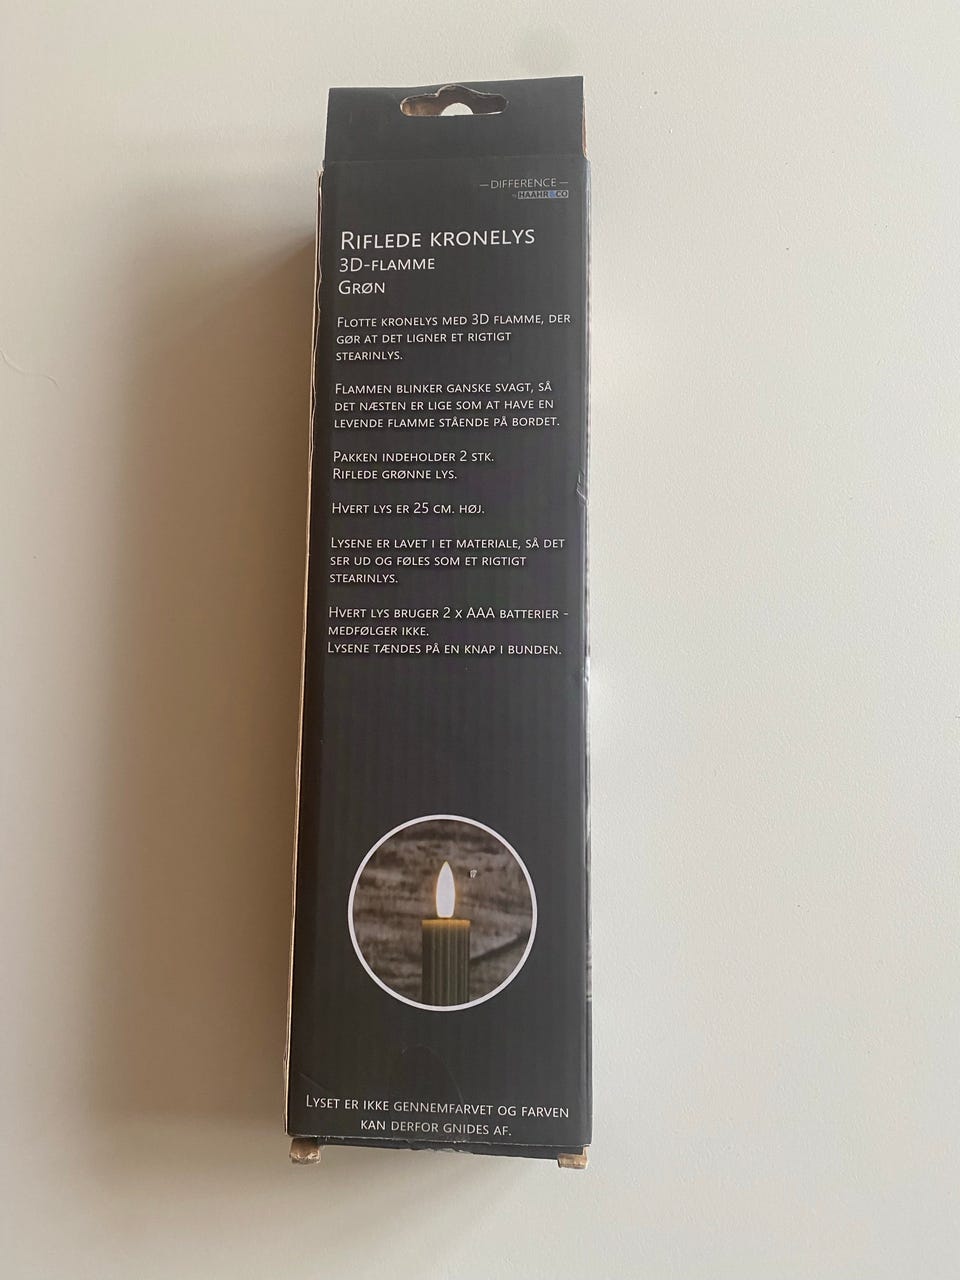 — DIFFERENCE —
BY HAAHR & CO
RIFLEDE KRONELYS
3D-FLAMME
GRØN
FLOTTE KRONELYS MED 3D FLAMME, DER
GØR AT DET LIGNER ET RIGTIGT
STEARINLYS.
FLAMMEN BLINKER GANSKE SVAGT, SÅ
DET NÆSTEN ER LIGE SOM AT HAVE EN
LEVENDE FLAMME STÅENDE PÅ BORDET.
PAKKEN INDEHOLDER 2 STK.
RIFLEDE GRØNNE LYS.
HVERT LYS ER 25 CM. HØJ.
LYSENE ER LAVET I ET MATERIALE, SÅ DET
SER UD OG FØLES SOM ET RIGTIGT
STEARINLYS.
HVERT LYS BRUGER 2 X AAA BATTERIER -
MEDFØLGER IKKE.
LYSENE TÆNDES PÅ EN KNAP I BUNDEN.
LYSET ER IKKE GENNEMFARVET OG FARVEN
KAN DERFOR GNIDES AF.